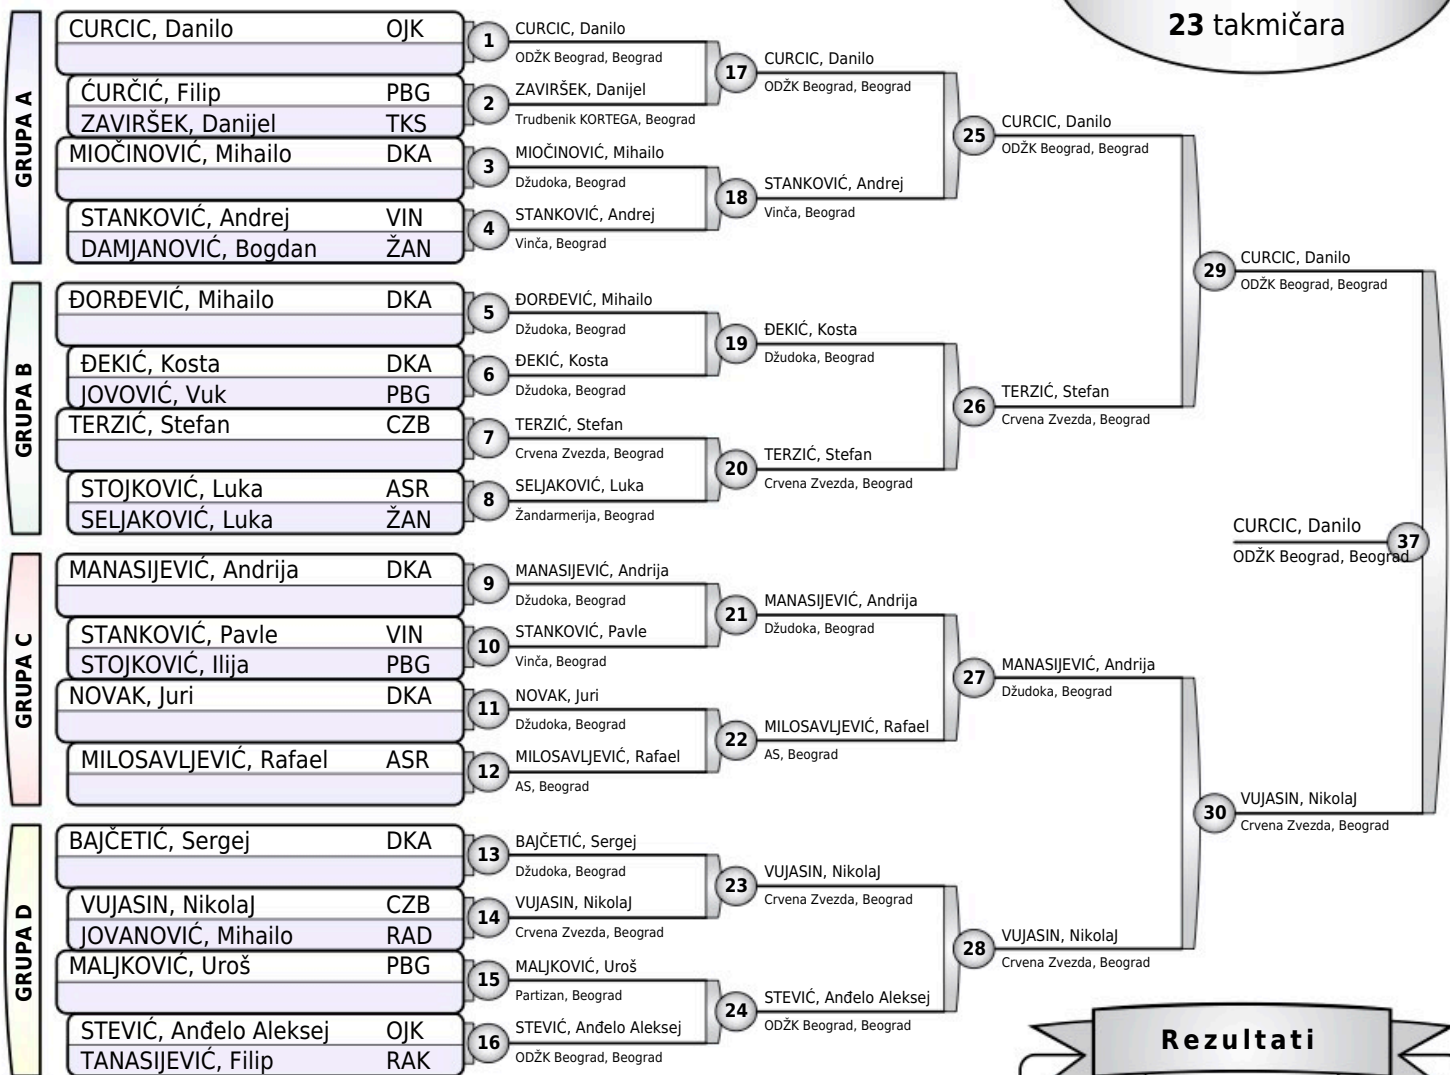 23 takmičara
GRUPA A
CURCIC, Danilo OJK
ĆURČIĆ, Filip PBG
ZAVIRŠEK, Danijel TKS
MIOČINOVIĆ, Mihailo DKA
STANKOVIĆ, Andrej VIN
DAMJANOVIĆ, Bogdan ŽAN
GRUPA B
ĐORĐEVIĆ, Mihailo DKA
ĐEKIĆ, Kosta DKA
JOVOVIĆ, Vuk PBG
TERZIĆ, Stefan CZB
STOJKOVIĆ, Luka ASR
SELJAKOVIĆ, Luka ŽAN
GRUPA C
MANASIJEVIĆ, Andrija DKA
STANKOVIĆ, Pavle VIN
STOJKOVIĆ, Ilija PBG
NOVAK, Juri DKA
MILOSAVLJEVIĆ, Rafael ASR
GRUPA D
BAJČETIĆ, Sergej DKA
VUJASIN, NikolaJ CZB
JOVANOVIĆ, Mihailo RAD
MALJKOVIĆ, Uroš PBG
STEVIĆ, Anđelo Aleksej OJK
TANASIJEVIĆ, Filip RAK
1 CURCIC, Danilo
ODŽK Beograd, Beograd
2 ZAVIRŠEK, Danijel
Trudbenik KORTEGA, Beograd
3 MIOČINOVIĆ, Mihailo
Džudoka, Beograd
4 STANKOVIĆ, Andrej
Vinča, Beograd
5 ĐORĐEVIĆ, Mihailo
Džudoka, Beograd
6 ĐEKIĆ, Kosta
Džudoka, Beograd
7 TERZIĆ, Stefan
Crvena Zvezda, Beograd
8 SELJAKOVIĆ, Luka
Žandarmerija, Beograd
9 MANASIJEVIĆ, Andrija
Džudoka, Beograd
10 STANKOVIĆ, Pavle
Vinča, Beograd
11 NOVAK, Juri
Džudoka, Beograd
12 MILOSAVLJEVIĆ, Rafael
AS, Beograd
13 BAJČETIĆ, Sergej
Džudoka, Beograd
14 VUJASIN, NikolaJ
Crvena Zvezda, Beograd
15 MALJKOVIĆ, Uroš
Partizan, Beograd
16 STEVIĆ, Anđelo Aleksej
ODŽK Beograd, Beograd
17 CURCIC, Danilo
ODŽK Beograd, Beograd
18 STANKOVIĆ, Andrej
Vinča, Beograd
19 ĐEKIĆ, Kosta
Džudoka, Beograd
20 TERZIĆ, Stefan
Crvena Zvezda, Beograd
21 MANASIJEVIĆ, Andrija
Džudoka, Beograd
22 MILOSAVLJEVIĆ, Rafael
AS, Beograd
23 VUJASIN, NikolaJ
Crvena Zvezda, Beograd
24 STEVIĆ, Anđelo Aleksej
ODŽK Beograd, Beograd
25 CURCIC, Danilo
ODŽK Beograd, Beograd
26 TERZIĆ, Stefan
Crvena Zvezda, Beograd
27 MANASIJEVIĆ, Andrija
Džudoka, Beograd
28 VUJASIN, NikolaJ
Crvena Zvezda, Beograd
29 CURCIC, Danilo
ODŽK Beograd, Beograd
30 VUJASIN, NikolaJ
Crvena Zvezda, Beograd
CURCIC, Danilo 37
ODŽK Beograd, Beograd
Rezultati